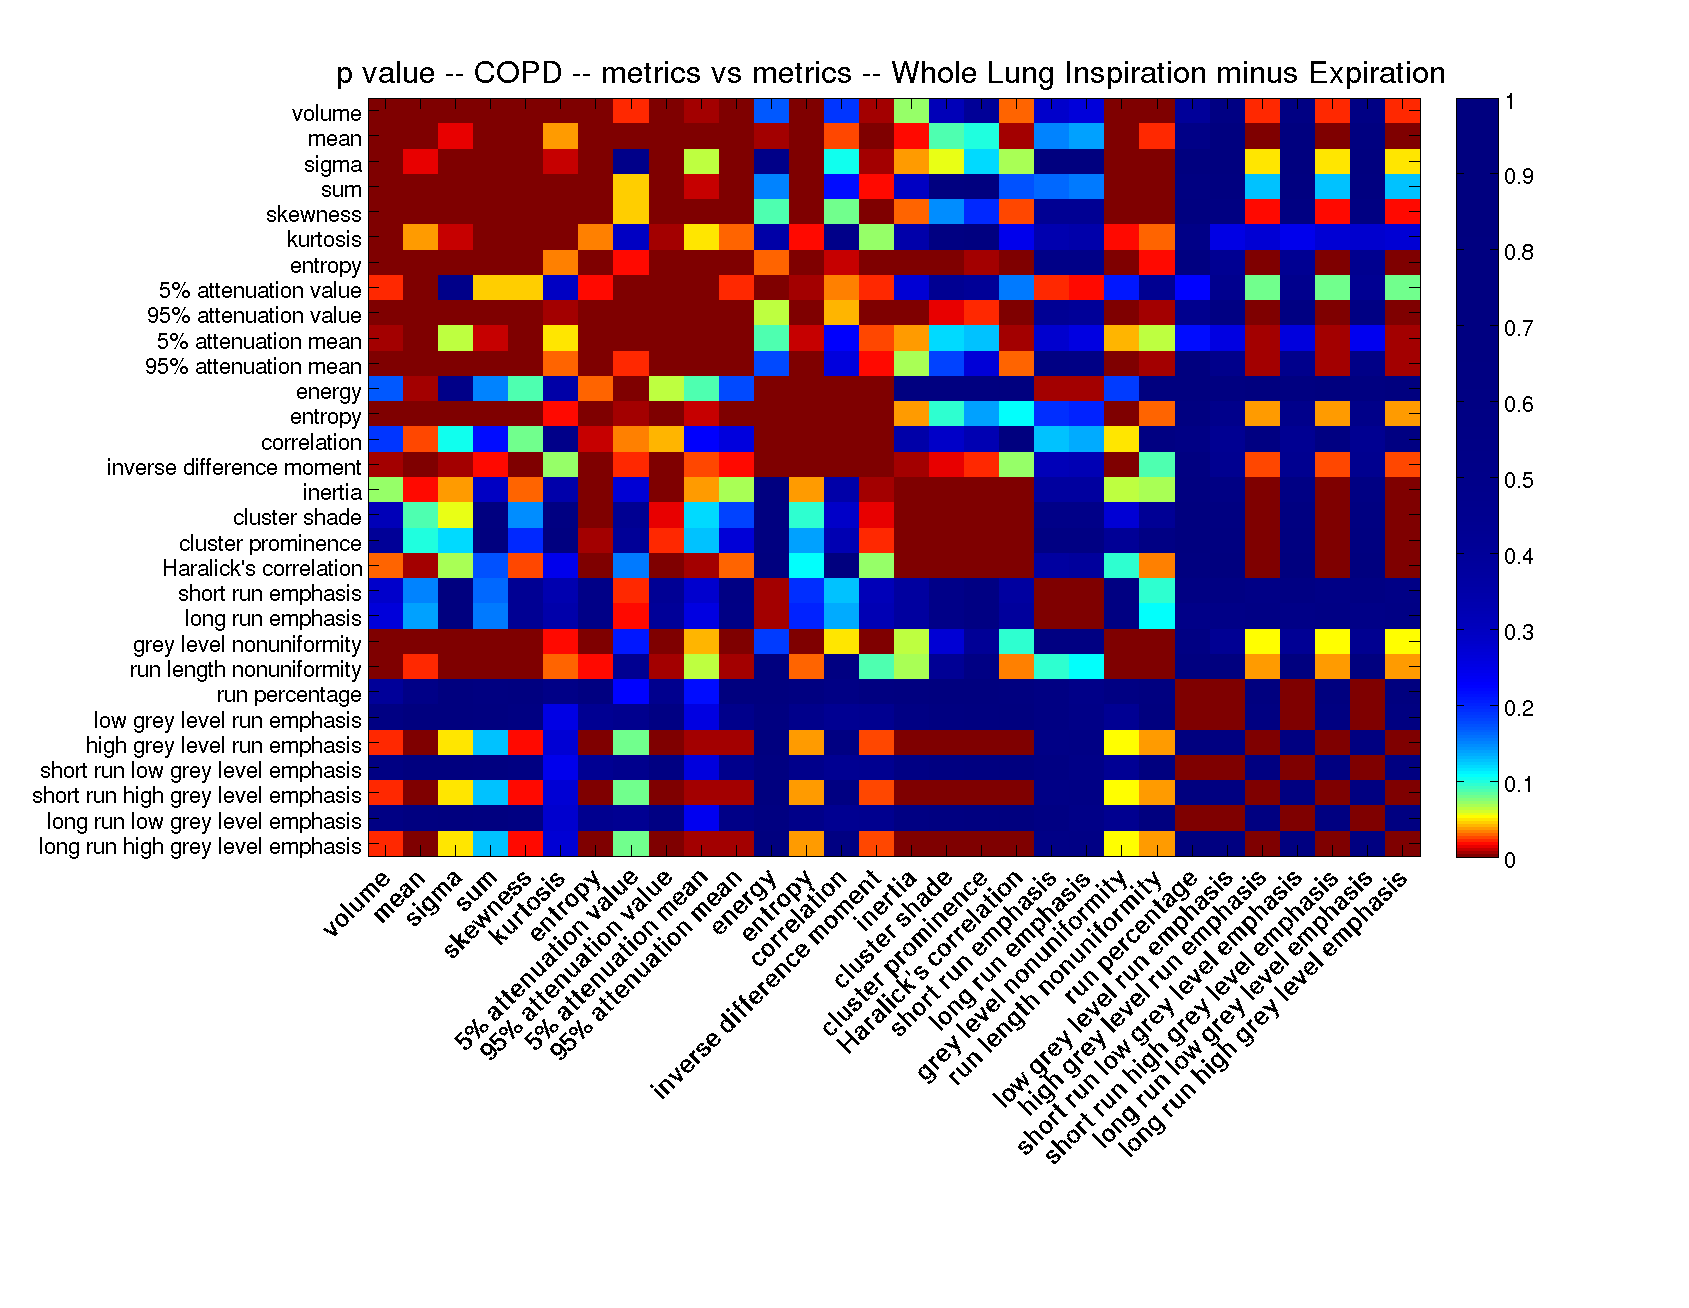 p value -- COPD -- metrics vs metrics -- Whole Lung Inspiration minus Expiration
volume
mean
sigma
sum
skewness
kurtosis
entropy
5% attenuation value
95% attenuation value
5% attenuation mean
95% attenuation mean
energy
entropy
correlation
inverse difference moment
inertia
cluster shade
cluster prominence
Haralick's correlation
short run emphasis
long run emphasis
grey level nonuniformity
run length nonuniformity
run percentage
low grey level run emphasis
high grey level run emphasis
short run low grey level emphasis
short run high grey level emphasis
long run low grey level emphasis
long run high grey level emphasis
volume
mean
sigma
sum
skewness
kurtosis
entropy
5% attenuation value
95% attenuation value
5% attenuation mean
95% attenuation mean
energy
entropy
correlation
inverse difference moment
inertia
cluster shade
cluster prominence
Haralick's correlation
short run emphasis
long run emphasis
grey level nonuniformity
run length nonuniformity
run percentage
low grey level run emphasis
high grey level run emphasis
short run low grey level emphasis
short run high grey level emphasis
long run low grey level emphasis
long run high grey level emphasis
1
0.9
0.8
0.7
0.6
0.5
0.4
0.3
0.2
0.1
0